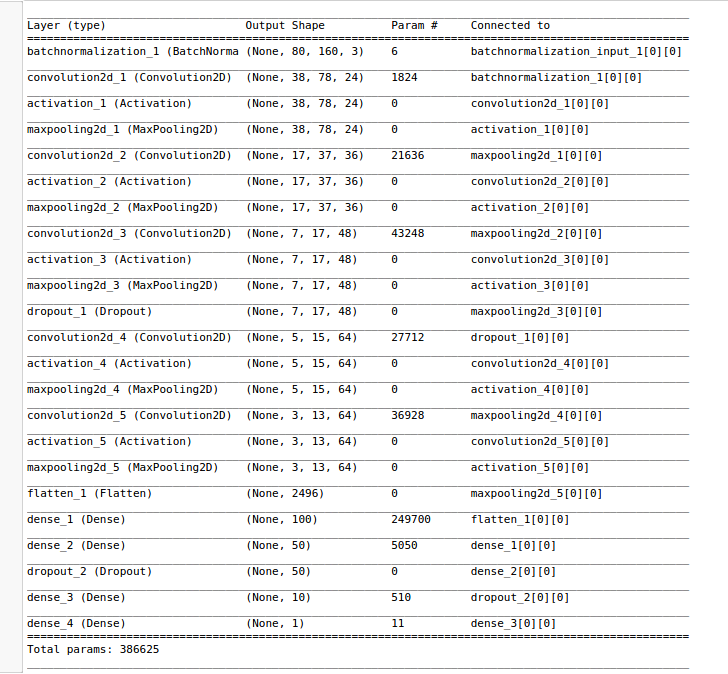 Layer (type) Output Shape Param # Connected to
batchnormalization_1 (BatchNorma (None, 80, 160, 3) 6 batchnormalization_input_1[0][0]
convolution2d_1 (Convolution2D) (None, 38, 78, 24) 1824 batchnormalization_1[0][0]
activation_1 (Activation) (None, 38, 78, 24) 0 convolution2d_1[0][0]
maxpooling2d_1 (MaxPooling2D) (None, 38, 78, 24) 0 activation_1[0][0]
convolution2d_2 (Convolution2D) (None, 17, 37, 36) 21636 maxpooling2d_1[0][0]
activation_2 (Activation) (None, 17, 37, 36) 0 convolution2d_2[0][0]
maxpooling2d_2 (MaxPooling2D) (None, 17, 37, 36) 0 activation_2[0][0]
convolution2d_3 (Convolution2D) (None, 7, 17, 48) 43248 maxpooling2d_2[0][0]
activation_3 (Activation) (None, 7, 17, 48) 0 convolution2d_3[0][0]
maxpooling2d_3 (MaxPooling2D) (None, 7, 17, 48) 0 activation_3[0][0]
dropout_1 (Dropout) (None, 7, 17, 48) 0 maxpooling2d_3[0][0]
convolution2d_4 (Convolution2D) (None, 5, 15, 64) 27712 dropout_1[0][0]
activation_4 (Activation) (None, 5, 15, 64) 0 convolution2d_4[0][0]
maxpooling2d_4 (MaxPooling2D) (None, 5, 15, 64) 0 activation_4[0][0]
convolution2d_5 (Convolution2D) (None, 3, 13, 64) 36928 maxpooling2d_4[0][0]
activation_5 (Activation) (None, 3, 13, 64) 0 convolution2d_5[0][0]
maxpooling2d_5 (MaxPooling2D) (None, 3, 13, 64) 0 activation_5[0][0]
flatten_1 (Flatten) (None, 2496) 0 maxpooling2d_5[0][0]
dense_1 (Dense) (None, 100) 249700 flatten_1[0][0]
dense_2 (Dense) (None, 50) 5050 dense_1[0][0]
dropout_2 (Dropout) (None, 50) 0 dense_2[0][0]
dense_3 (Dense) (None, 10) 510 dropout_2[0][0]
dense_4 (Dense) (None, 1) 11 dense_3[0][0]
Total params: 386625